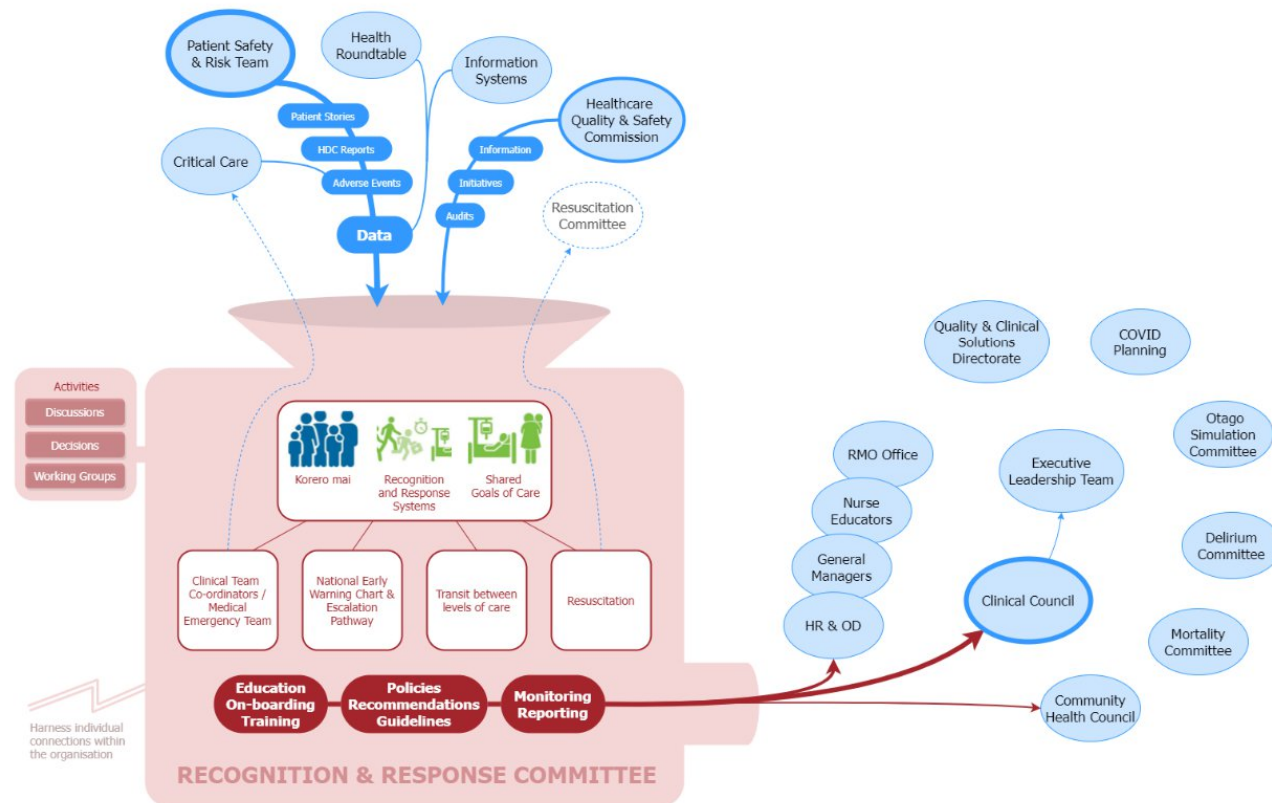 Patient Safety
& Risk Team
Health
Roundtable
Information
Systems
Healthcare
Quality & Safety
Commission
Critical Care
Patient Stories
HDC Reports
Adverse Events
Data
Information
Initiatives
Audits
Resuscitation
Committee
Activities
Discussions
Decisions
Working Groups
Korero mai
Recognition
and Response
Systems
Shared
Goals of Care
Clinical Team
Co-ordinators /
Medical
Emergency Team
National Early
Warning Chart &
Escalation
Pathway
Transit between
levels of care
Resuscitation
Education
On-boarding
Training
Policies
Recommendations
Guidelines
Monitoring
Reporting
Harness individual
connections within
the organisation
RECOGNITION & RESPONSE COMMITTEE
Quality & Clinical
Solutions
Directorate
COVID
Planning
Otago
Simulation
Committee
RMO Office
Executive
Leadership Team
Nurse
Educators
General
Managers
Delirium
Committee
HR & OD
Clinical Council
Mortality
Committee
Community
Health Council